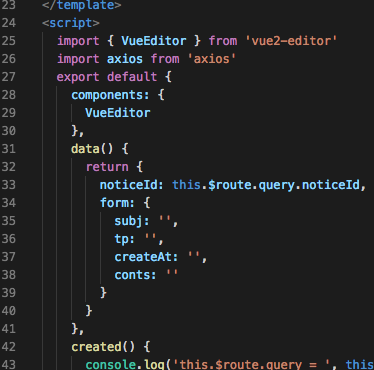 23 </template>
24 <script>
25 import { VueEditor } from 'vue2-editor'
26 import axios from 'axios'
27 export default {
28 components: {
29 VueEditor
30 },
31 data() {
32 return {
33 noticeId: this.$route.query.noticeId,
34 form: {
35 subj: '',
36 tp: '',
37 createAt: '',
38 conts: ''
39 }
40 }
41 },
42 created() {
43 console.log('this.$route.query = ', this